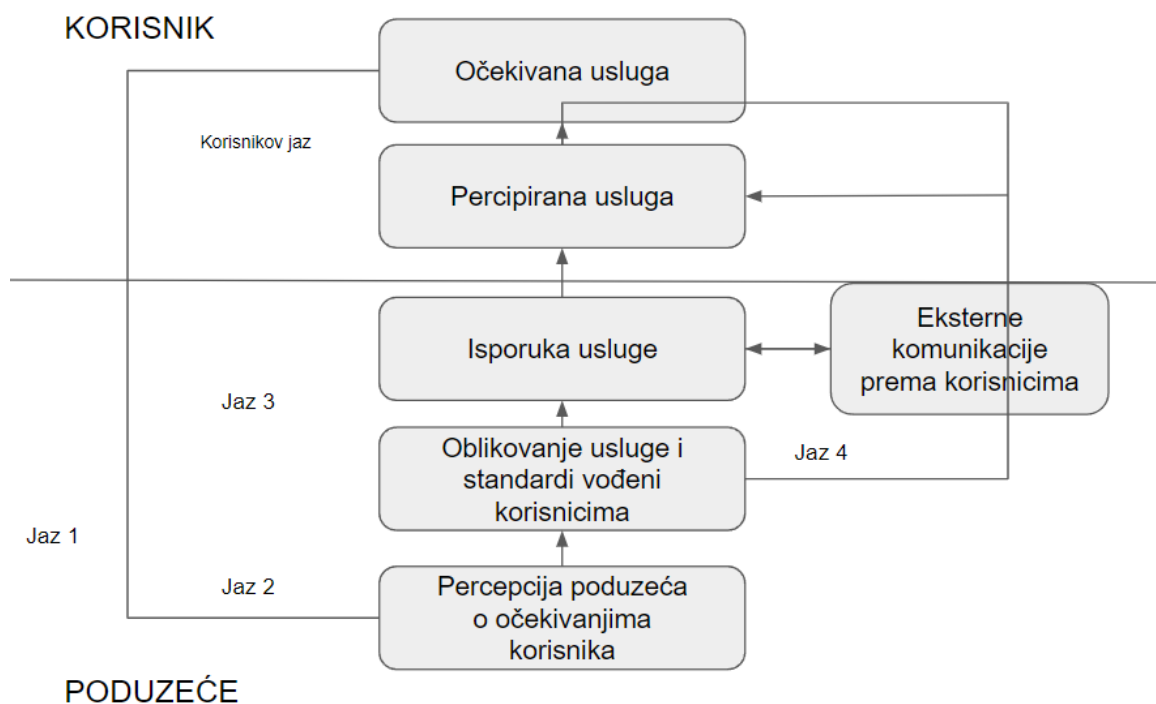 KORISNIK
Očekivana usluga
Korisnikov jaz
Percipirana usluga
Isporuka usluge
Eksterne
komunikacije
prema korisnicima
Jaz 3
Oblikovanje usluge i
standardi vođeni
korisnicima
Jaz 4
Jaz 1
Jaz 2
Percepcija poduzeća
o očekivanjima
korisnika
PODUZEĆE